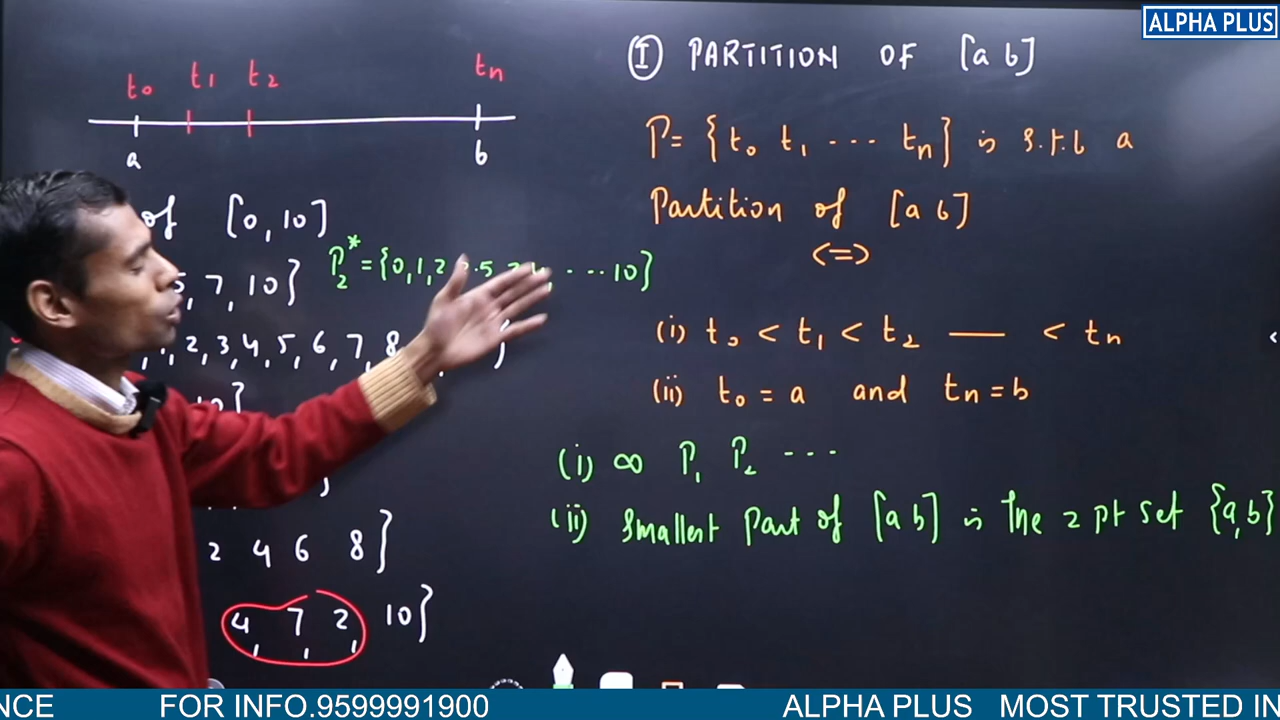 ALPHA PLUS
t₀ t₁ t₂ tn
a b
of [0, 10]
7, 10}
P₂* = {0, 1, 2 ... 10}
2, 3, 4, 5, 6, 7, 8
10}
2 4 6 8}
4, 7, 2, 10}
(I) PARTITION OF [a b]
P = {t₀ t₁ --- tn} is s.t.b a
Partition of [a b]
<=>
(i) t₀ < t₁ < t₂ —— < tn
(ii) t₀ = a and tn = b
(i) ∞ P₁ P₂ ---
(ii) Smallest Part of [a b] is the 2 pt set {a, b}
NCE FOR INFO.9599991900 ALPHA PLUS MOST TRUSTED IN